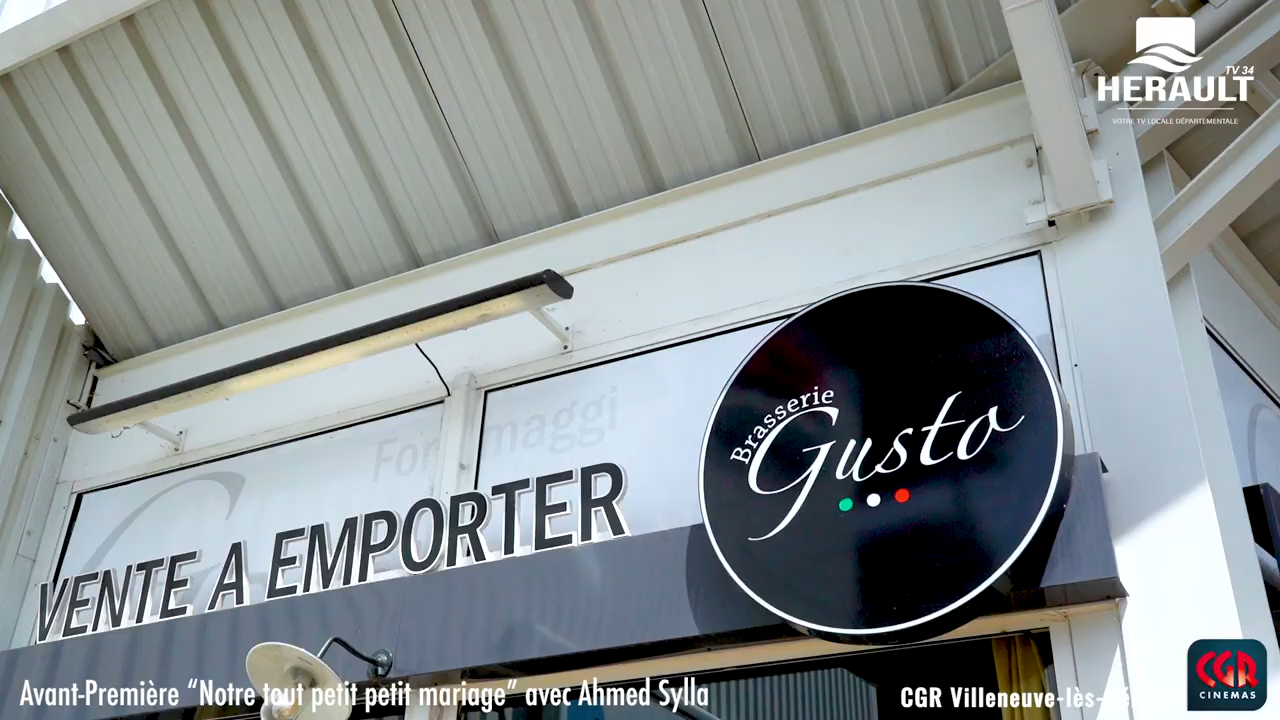 TV 34
HERAULT
VOTRE TV LOCALE DÉPARTEMENTALE
maggi
Brasserie
Gusto
VENTE A EMPORTER
Avant-Première “Notre tout petit petit mariage” avec Ahmed Sylla
CGR Villeneuve-lès-
CGR
CINEMAS